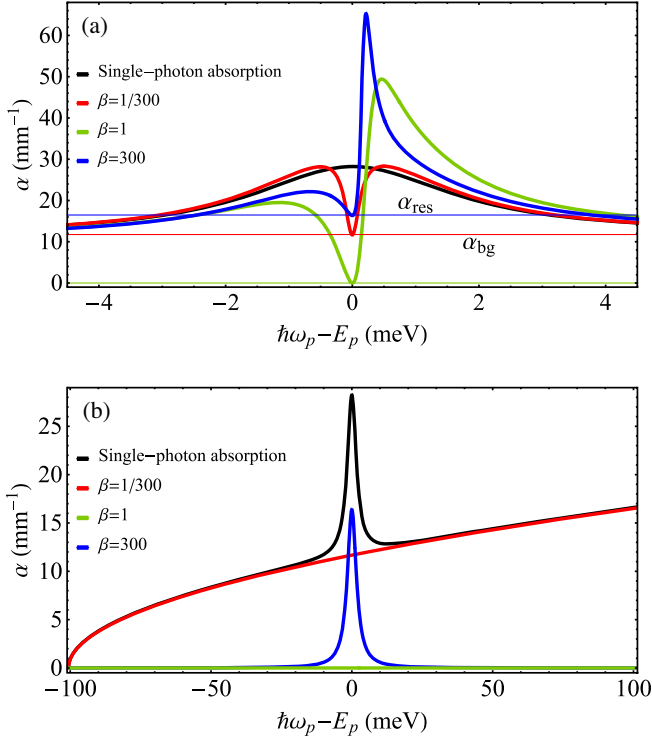 (a)
α (mm⁻¹)
60
50
40
30
20
10
0
Single−photon absorption
β=1/300
β=1
β=300
α_res
α_bg
−4 −2 0 2 4
ℏω_p−E_p (meV)
(b)
α (mm⁻¹)
25
20
15
10
5
0
Single−photon absorption
β=1/300
β=1
β=300
−100 −50 0 50 100
ℏω_p−E_p (meV)